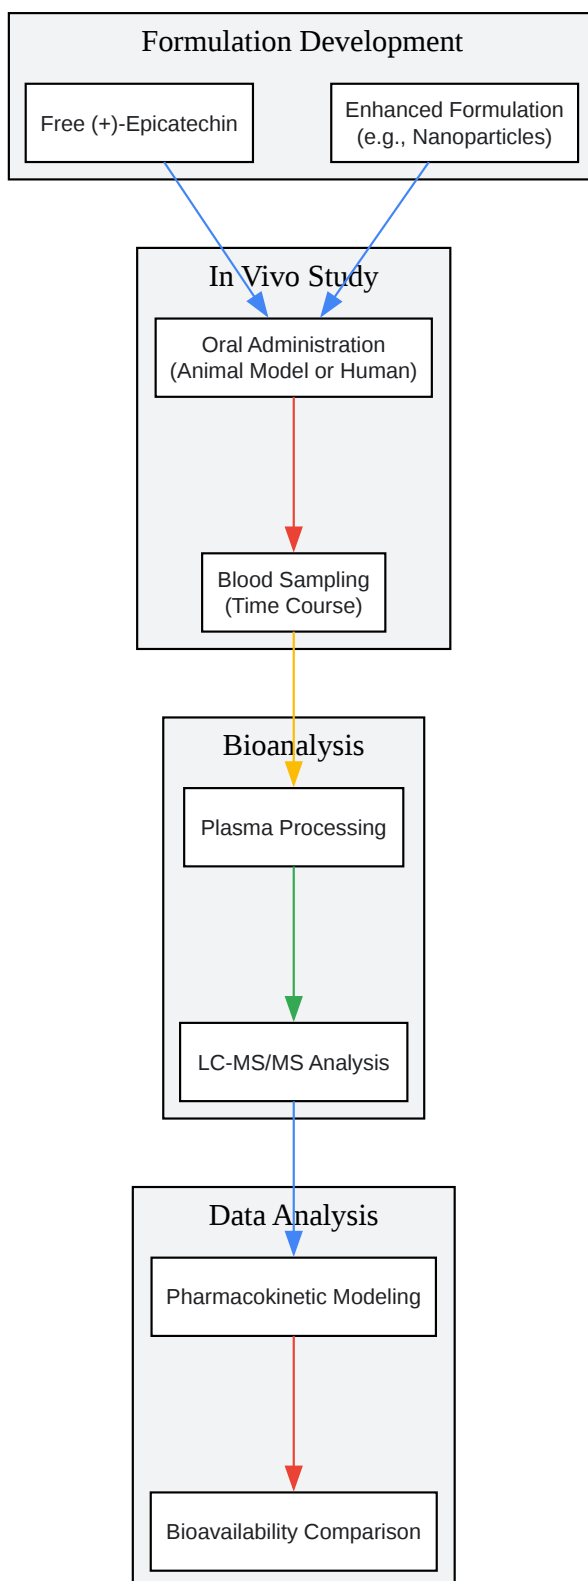 Formulation Development
Free (+)-Epicatechin
Enhanced Formulation
(e.g., Nanoparticles)
In Vivo Study
Oral Administration
(Animal Model or Human)
Blood Sampling
(Time Course)
Bioanalysis
Plasma Processing
LC-MS/MS Analysis
Data Analysis
Pharmacokinetic Modeling
Bioavailability Comparison